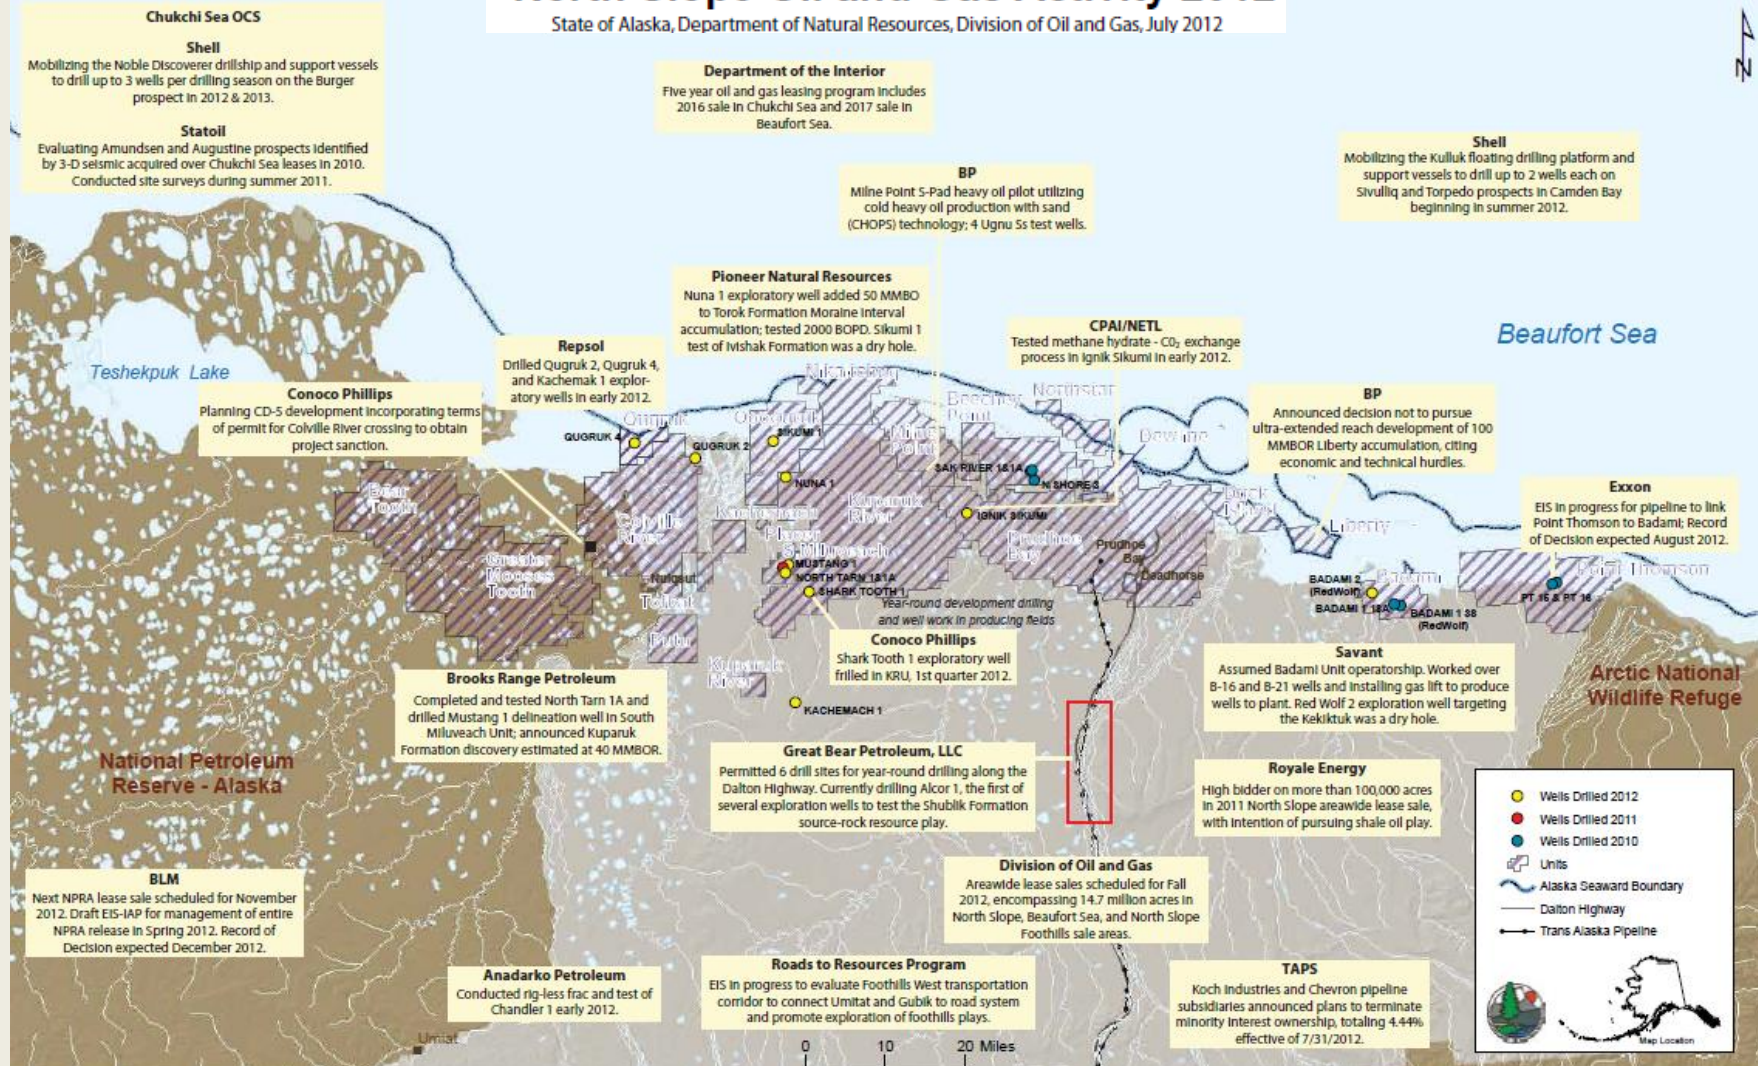 State of Alaska, Department of Natural Resources, Division of Oil and Gas, July 2012
Chukchi Sea OCS
Shell
Mobilizing the Noble Discoverer drillship and support vessels
to drill up to 3 wells per drilling season on the Burger
prospect in 2012 & 2013.
Statoil
Evaluating Amundsen and Augustine prospects identified
by 3-D seismic acquired over Chukchi Sea leases in 2010.
Conducted site surveys during summer 2011.
Department of the Interior
Five year oil and gas leasing program includes
2016 sale in Chukchi Sea and 2017 sale in
Beaufort Sea.
N
Shell
Mobilizing the Kulluk floating drilling platform and
support vessels to drill up to 2 wells each on
Sivulliq and Torpedo prospects in Camden Bay
beginning in summer 2012.
BP
Milne Point S-Pad heavy oil pilot utilizing
cold heavy oil production with sand
(CHOPS) technology; 4 Ugnu Ss test wells.
Pioneer Natural Resources
Nuna 1 exploratory well added 50 MMBO
to Torok Formation Moraine interval
accumulation; tested 2000 BOPD. Sikumi 1
test of Ivishak Formation was a dry hole.
CPAI/NETL
Tested methane hydrate - C0₂ exchange
process in Ignik Sikumi in early 2012.
Beaufort Sea
Repsol
Drilled Qugruk 2, Qugruk 4,
and Kachemak 1 explor-
atory wells in early 2012.
Teshekpuk Lake
Conoco Phillips
Planning CD-5 development incorporating terms
of permit for Colville River crossing to obtain
project sanction.
BP
Announced decision not to pursue
ultra-extended reach development of 100
MMBOR Liberty accumulation, citing
economic and technical hurdles.
Exxon
EIS in progress for pipeline to link
Point Thomson to Badami; Record
of Decision expected August 2012.
Nikaitchuq
Northstar
Beechey
Point
Qugruk
Oooguruk
Milne
Point
Dewline
QUGRUK 4
QUGRUK 2
SIKUMI 1
SAK RIVER 1&1A
N SHORE 3
NUNA 1
IGNIK SIKUMI
Bear
Tooth
Kachemach
Kuparuk
River
Colville
River
Placer
S. Miluveach
Prudhoe
Bay
Duck
Island
Liberty
Prudhoe
Bay
Deadhorse
Greater
Mooses
Tooth
MUSTANG 1
NORTH TARN 1&1A
SHARK TOOTH 1
Nuiqsut
Tofkat
Putu
Kuparuk
River
KACHEMACH 1
Year-round development drilling
and well work in producing fields
Badami
Point Thomson
BADAMI 2
(RedWolf)
BADAMI 1 18A
BADAMI 1 38
(RedWolf)
PT 15 & PT 16
Conoco Phillips
Shark Tooth 1 exploratory well
frilled in KRU, 1st quarter 2012.
Savant
Assumed Badami Unit operatorship. Worked over
B-16 and B-21 wells and installing gas lift to produce
wells to plant. Red Wolf 2 exploration well targeting
the Kekiktuk was a dry hole.
Arctic National
Wildlife Refuge
Brooks Range Petroleum
Completed and tested North Tarn 1A and
drilled Mustang 1 delineation well in South
Miluveach Unit; announced Kuparuk
Formation discovery estimated at 40 MMBOR.
National Petroleum
Reserve - Alaska
Great Bear Petroleum, LLC
Permitted 6 drill sites for year-round drilling along the
Dalton Highway. Currently drilling Alcor 1, the first of
several exploration wells to test the Shublik Formation
source-rock resource play.
Royale Energy
High bidder on more than 100,000 acres
in 2011 North Slope areawide lease sale,
with intention of pursuing shale oil play.
Wells Drilled 2012
Wells Drilled 2011
Wells Drilled 2010
Units
Alaska Seaward Boundary
Dalton Highway
Trans Alaska Pipeline
Map Location
BLM
Next NPRA lease sale scheduled for November
2012. Draft EIS-IAP for management of entire
NPRA release in Spring 2012. Record of
Decision expected December 2012.
Division of Oil and Gas
Areawide lease sales scheduled for Fall
2012, encompassing 14.7 million acres in
North Slope, Beaufort Sea, and North Slope
Foothills sale areas.
Anadarko Petroleum
Conducted rig-less frac and test of
Chandler 1 early 2012.
Roads to Resources Program
EIS in progress to evaluate Foothills West transportation
corridor to connect Umitat and Gubik to road system
and promote exploration of foothills plays.
TAPS
Koch Industries and Chevron pipeline
subsidiaries announced plans to terminate
minority interest ownership, totaling 4.44%
effective of 7/31/2012.
Umiat
0 10 20 Miles